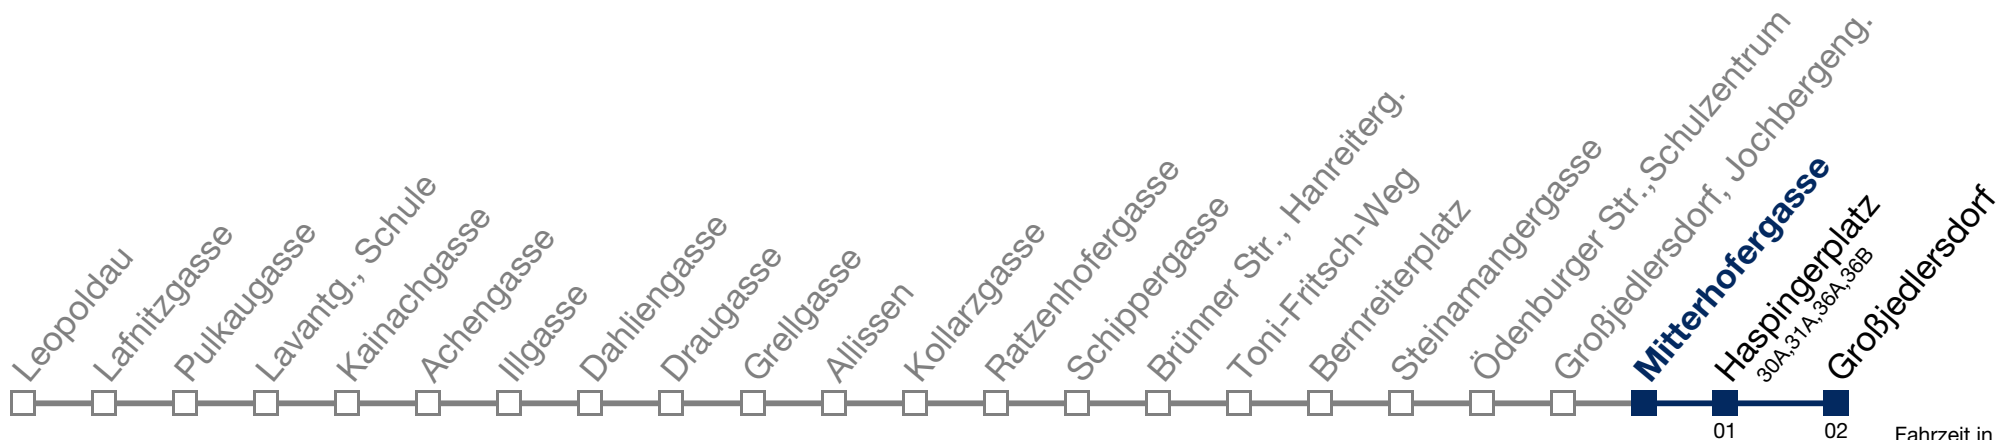 Leopoldau
Lafnitzgasse
Pulkaugasse
Lavantg., Schule
Kainachgasse
Achengasse
Illgasse
Dahliengasse
Draugasse
Grellgasse
Allissen
Kollarzgasse
Ratzenhofergasse
Schippergasse
Brünner Str., Hanreiterg.
Toni-Fritsch-Weg
Bernreiterplatz
Steinamangergasse
Ödenburger Str.,Schulzentrum
Großjedlersdorf, Jochbergeng.
Mitterhofergasse
Haspingerplatz
30A,31A,36A,36B
Großjedlersdorf
01
02
Fahrzeit in